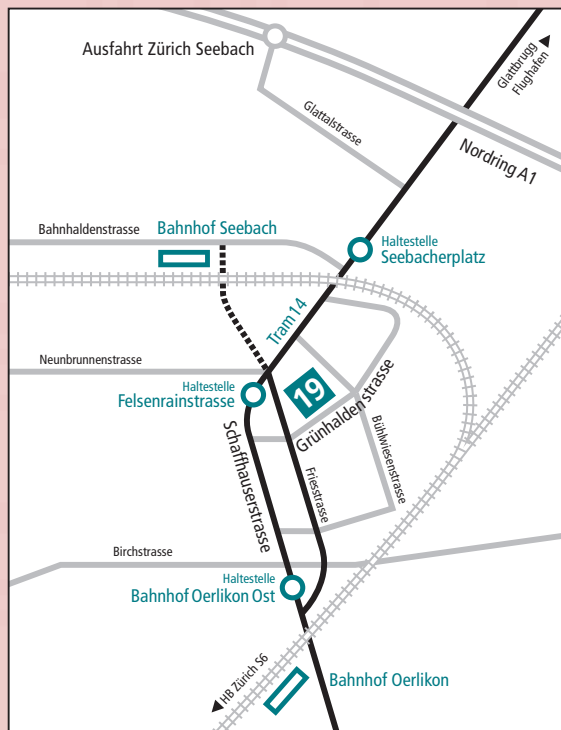 Ausfahrt Zürich Seebach
Glattbrugg
Flughafen
Glattalstrasse
Nordring A1
Bahnhaldenstrasse
Bahnhof Seebach
Haltestelle
Seebacherplatz
Tram 14
Neunbrunnenstrasse
Haltestelle
Felsenrainstrasse
19
Grünhaldenstrasse
Schaffhauserstrasse
Friesstrasse
Bühlwiesenstrasse
Birchstrasse
Haltestelle
Bahnhof Oerlikon Ost
HB Zürich S6
Bahnhof Oerlikon